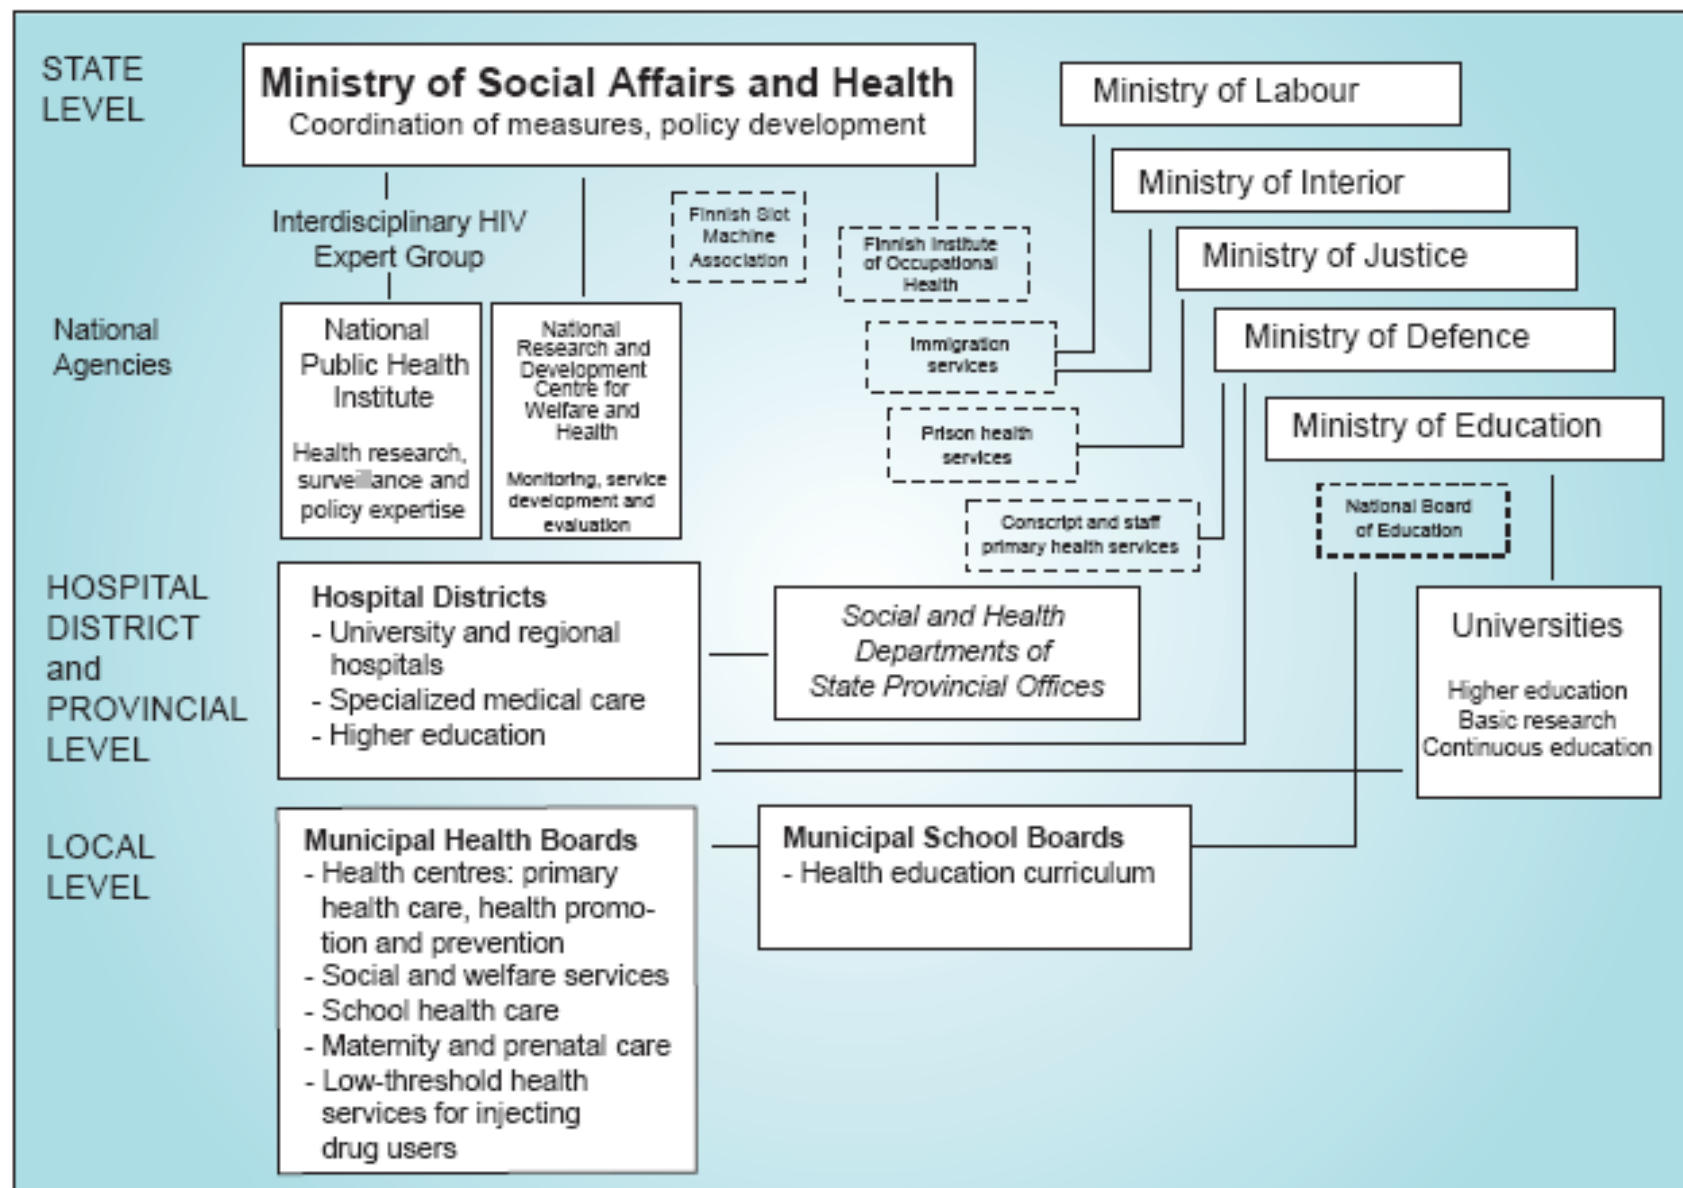 STATE
LEVEL
Ministry of Social Affairs and Health
Coordination of measures, policy development
Ministry of Labour
Ministry of Interior
Ministry of Justice
Ministry of Defence
Ministry of Education
Interdisciplinary HIV
Expert Group
Finnish Slot
Machine
Association
Finnish Institute
of Occupational
Health
National
Agencies
National
Public Health
Institute
Health research,
surveillance and
policy expertise
National
Research and
Development
Centre for
Welfare and
Health
Monitoring, service
development and
evaluation
Immigration
services
Prison health
services
Conscript and staff
primary health services
National Board
of Education
HOSPITAL
DISTRICT
and
PROVINCIAL
LEVEL
Hospital Districts
- University and regional
hospitals
- Specialized medical care
- Higher education
Social and Health
Departments of
State Provincial Offices
Universities
Higher education
Basic research
Continuous education
LOCAL
LEVEL
Municipal Health Boards
- Health centres: primary
health care, health promo-
tion and prevention
- Social and welfare services
- School health care
- Maternity and prenatal care
- Low-threshold health
services for injecting
drug users
Municipal School Boards
- Health education curriculum